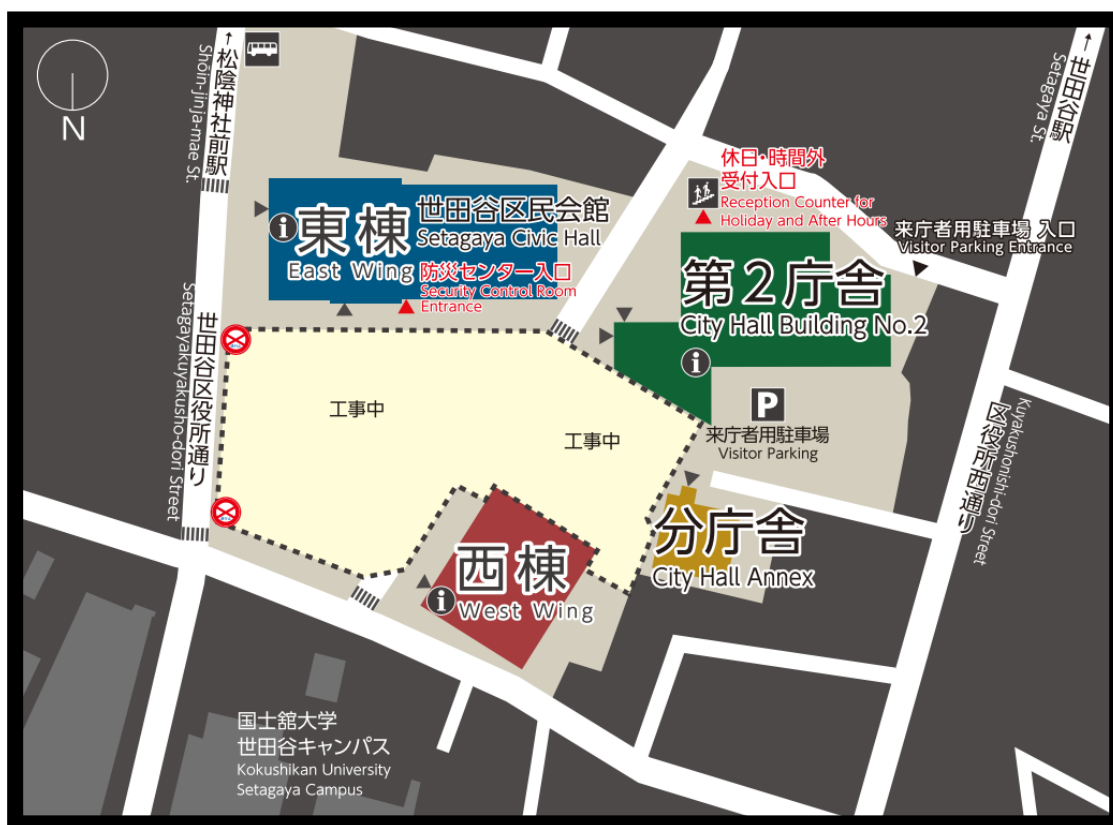 N
↑松陰神社前駅
Shōin-jinja-mae St.
↑世田谷駅
Setagaya St.
休日・時間外
受付入口
Reception Counter for
Holiday and After Hours
来庁者用駐車場 入口
Visitor Parking Entrance
i
東棟
East Wing
世田谷区民会館
Setagaya Civic Hall
防災センター入口
Security Control Room
Entrance
第2庁舎
City Hall Building No.2
i
世田谷区役所通り
Setagayakuyakusho-dori Street
工事中
工事中
P
来庁者用駐車場
Visitor Parking
区役所西通り
Kuyakushonishi-dori Street
分庁舎
City Hall Annex
西棟
i
West Wing
国士舘大学
世田谷キャンパス
Kokushikan University
Setagaya Campus